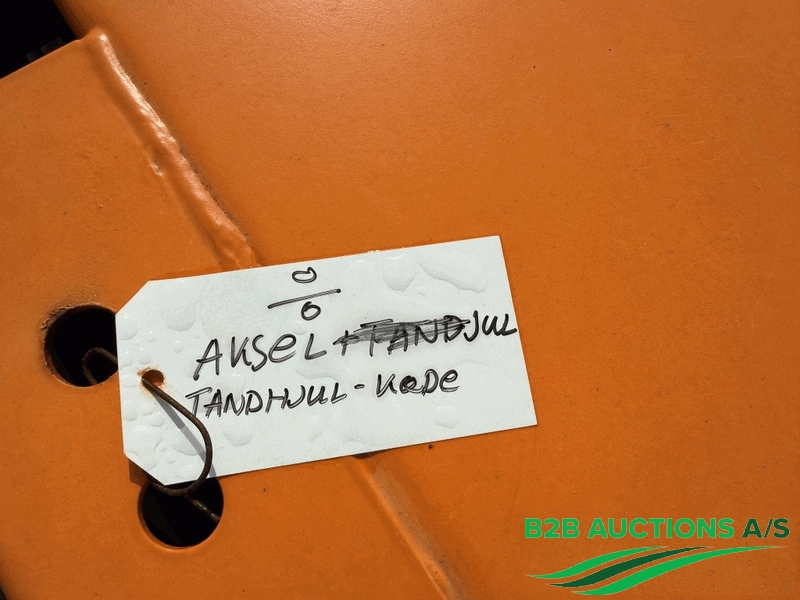 0
0
AKSEL + TANDJUL
TANDHJUL - KæDe
B2B AUCTIONS A/S